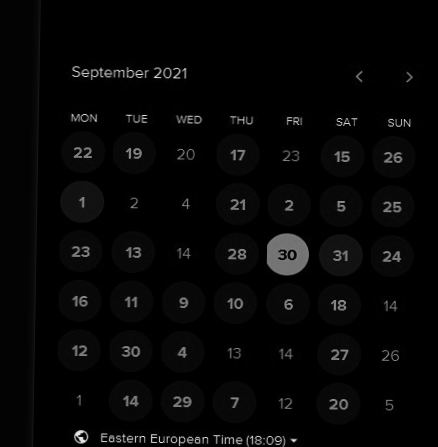 September 2021
MON TUE WED THU FRI SAT SUN
22 19 20 17 23 15 26
1 2 4 21 2 5 25
23 13 14 28 30 31 24
16 11 9 10 6 18 14
12 30 4 13 14 27 26
1 14 29 7 12 20 5
Eastern European Time (18:09)